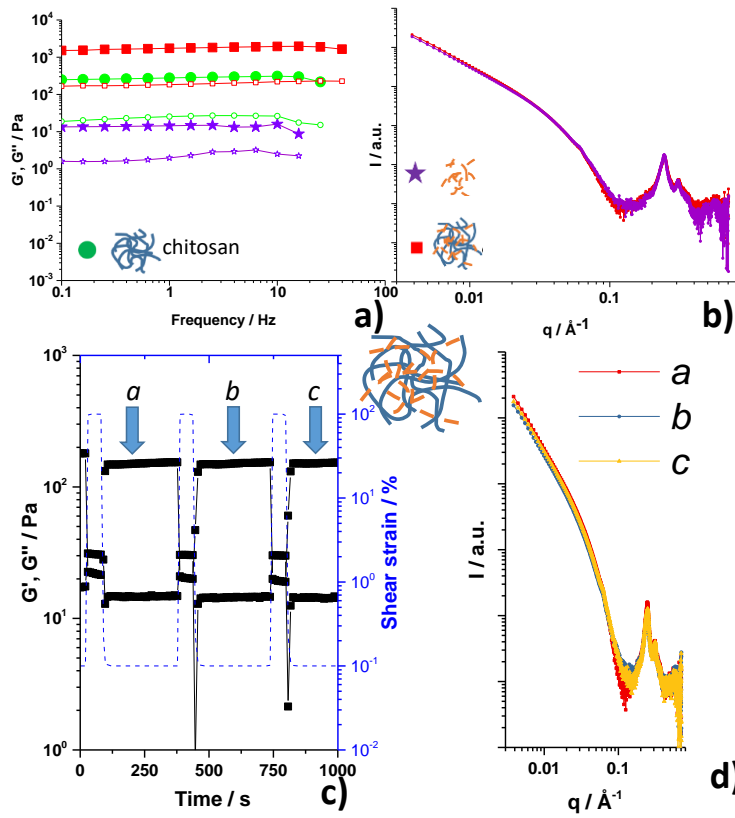 10⁴
10³
10²
10¹
10⁰
10⁻¹
10⁻²
10⁻³
G', G'' / Pa
chitosan
0.1 1 10 100
Frequency / Hz
a)
I / a.u.
0.01 0.1
q / Å⁻¹
b)
10³
10²
10¹
10⁰
G', G'' / Pa
a b c
10²
10¹
10⁰
10⁻¹
10⁻²
Shear strain / %
0 250 500 750 1000
Time / s
c)
a
b
c
I / a.u.
0.01 0.1
q / Å⁻¹
d)